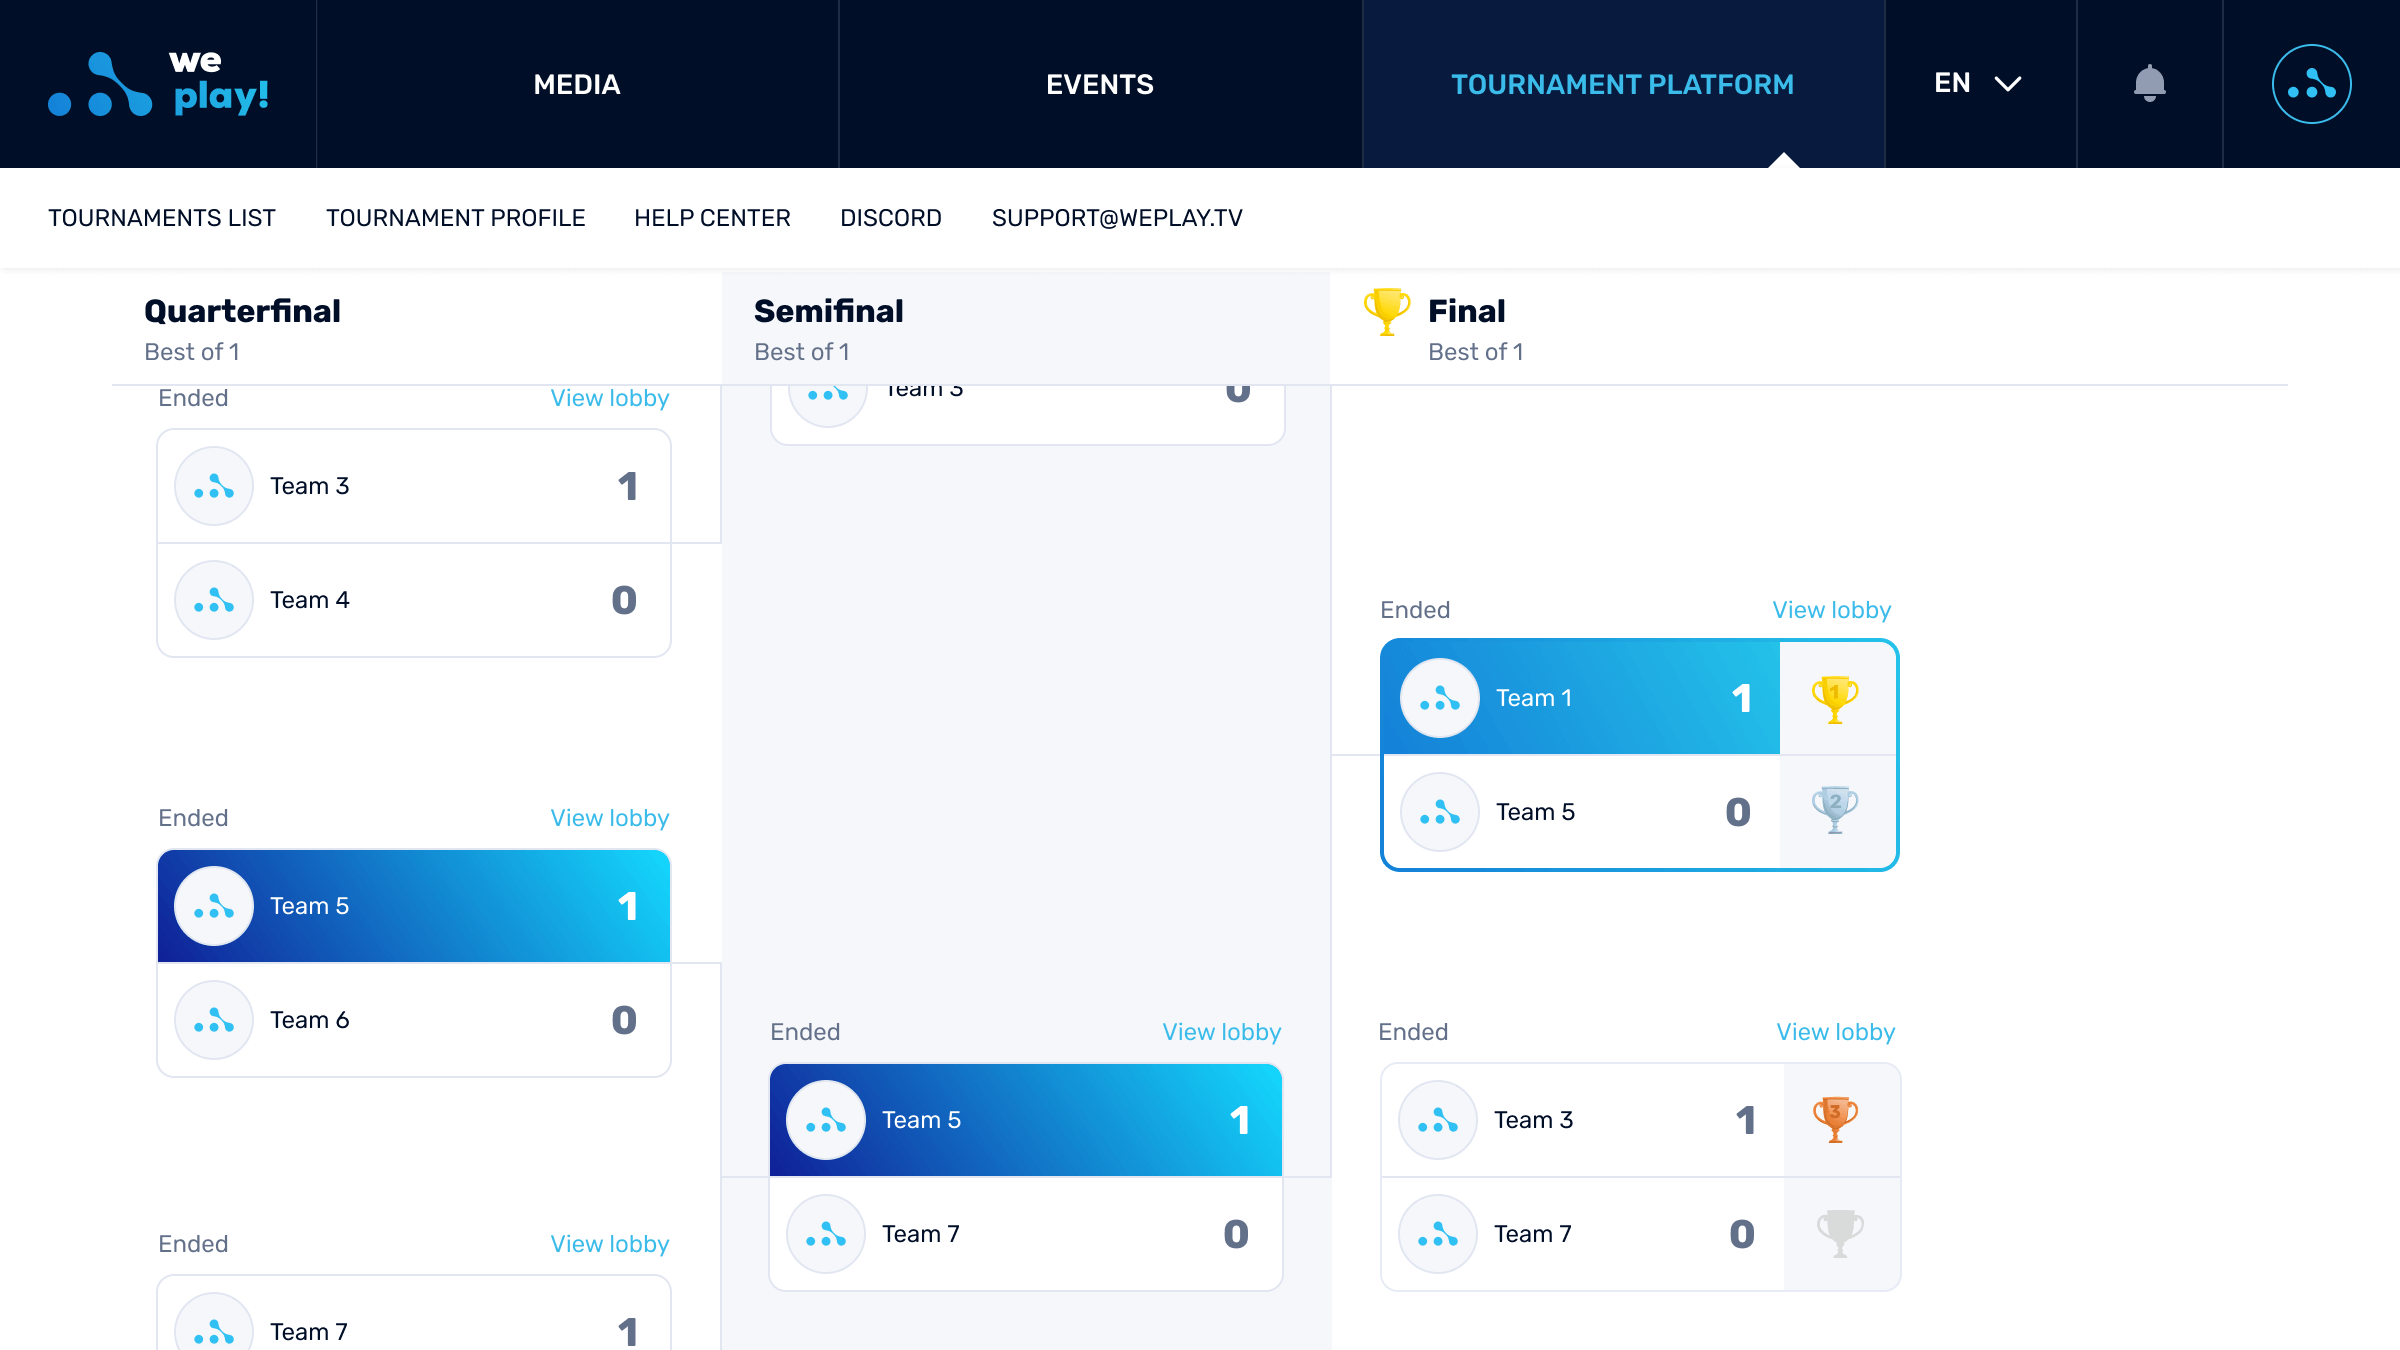 we
play!
MEDIA
EVENTS
TOURNAMENT PLATFORM
EN
TOURNAMENTS LIST
TOURNAMENT PROFILE
HELP CENTER
DISCORD
SUPPORT@WEPLAY.TV
Quarterfinal
Best of 1
Semifinal
Best of 1
Final
Best of 1
Ended
View lobby
Team 3
1
Team 4
0
Ended
View lobby
Team 5
1
Team 6
0
Ended
View lobby
Team 7
1
Team 3
0
Ended
View lobby
Team 5
1
Team 7
0
Ended
View lobby
Team 1
1
1
Team 5
0
2
Ended
View lobby
Team 3
1
3
Team 7
0